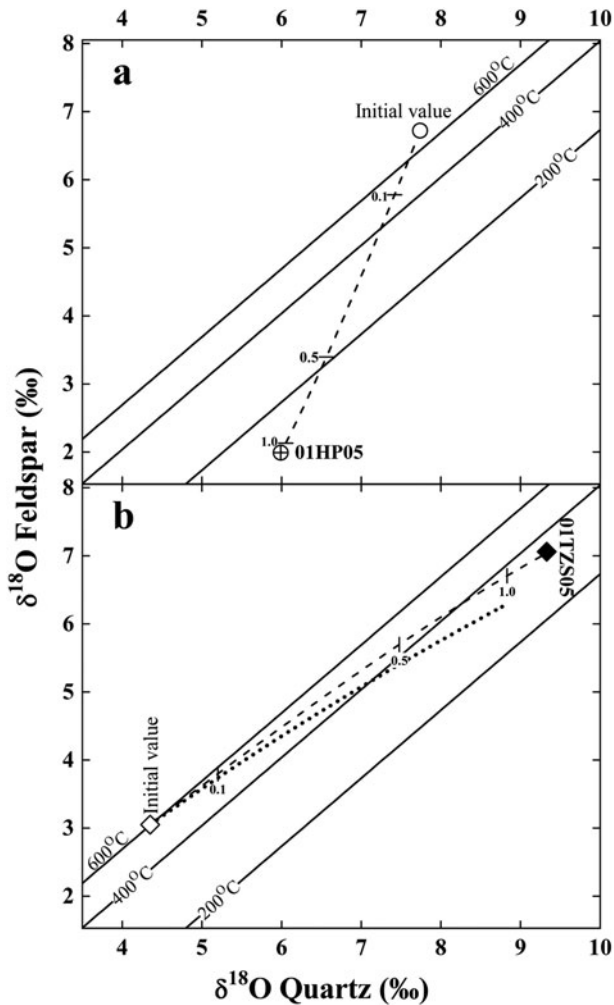 4 5 6 7 8 9 10
8
a
600°C
Initial value
400°C
7
200°C
6
0.1
5
4
0.5
3
1.0
01HP05
2
δ¹⁸O Feldspar (‰)
8
b
01TZS05
7
1.0
6
0.5
5
4
Initial value
0.1
3
600°C
400°C
200°C
2
4 5 6 7 8 9 10
δ¹⁸O Quartz (‰)